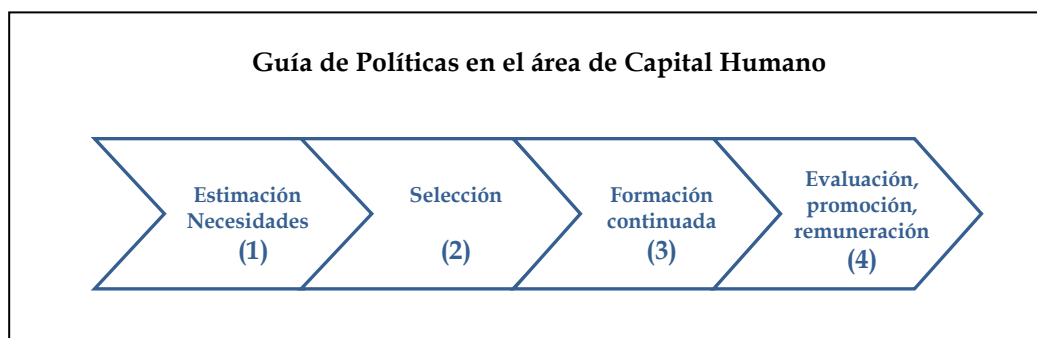 Guía de Políticas en el área de Capital Humano
Estimación
Necesidades
(1)
Selección
(2)
Formación
continuada
(3)
Evaluación,
promoción,
remuneración
(4)